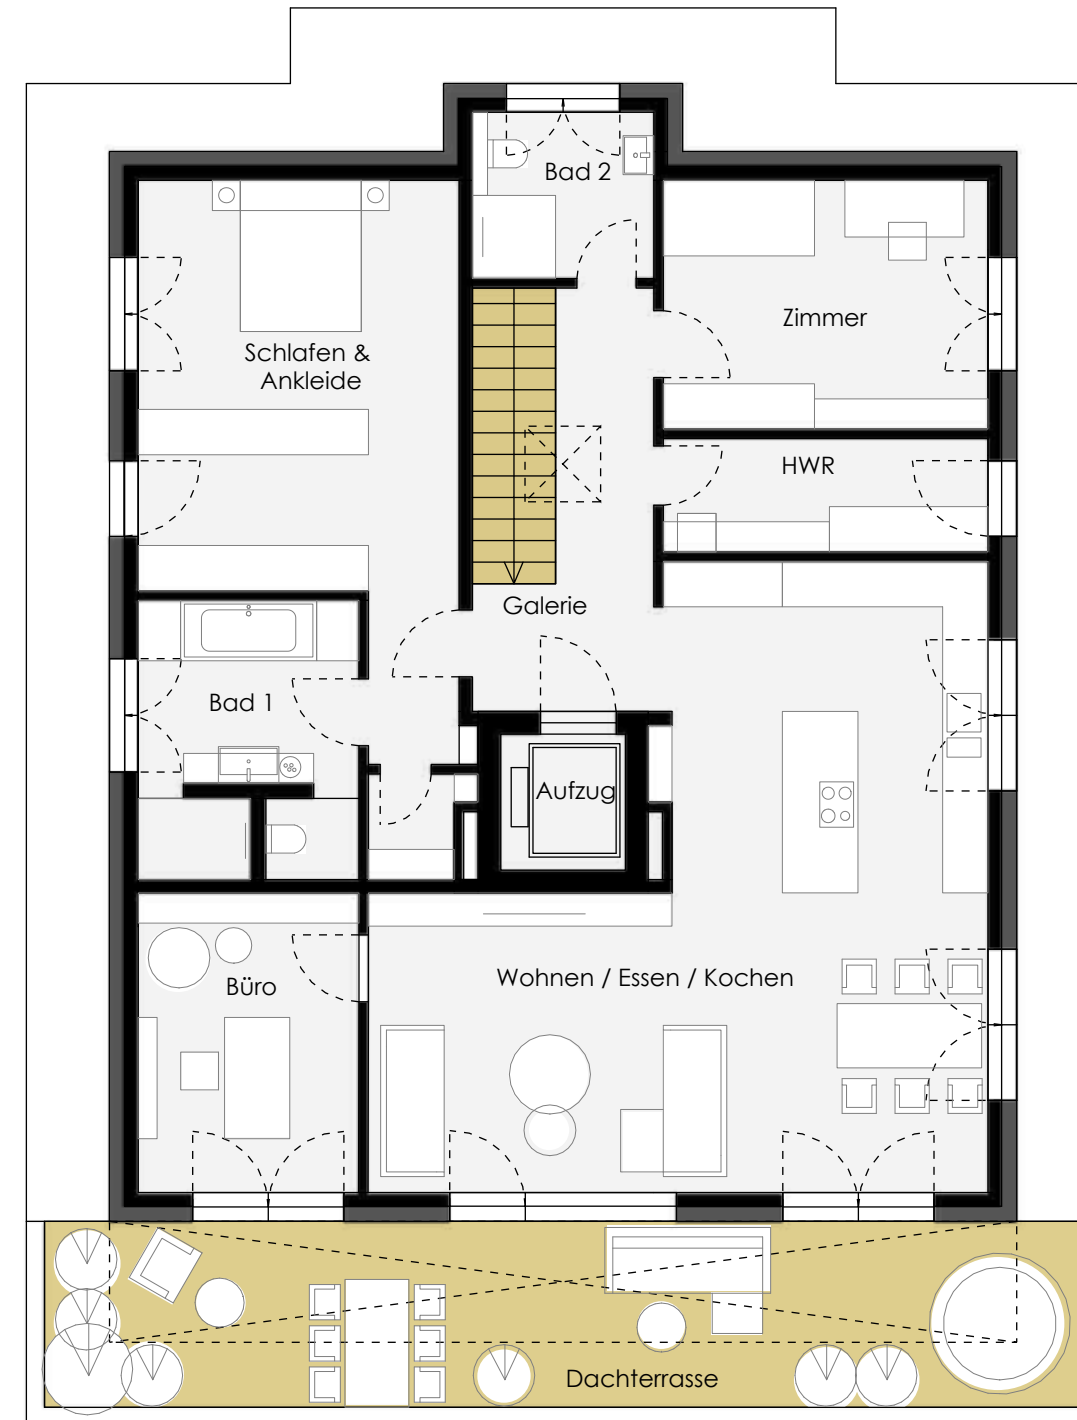 Bad 2
Zimmer
Schlafen &
Ankleide
HWR
Galerie
Bad 1
Aufzug
Wohnen / Essen / Kochen
Büro
Dachterrasse